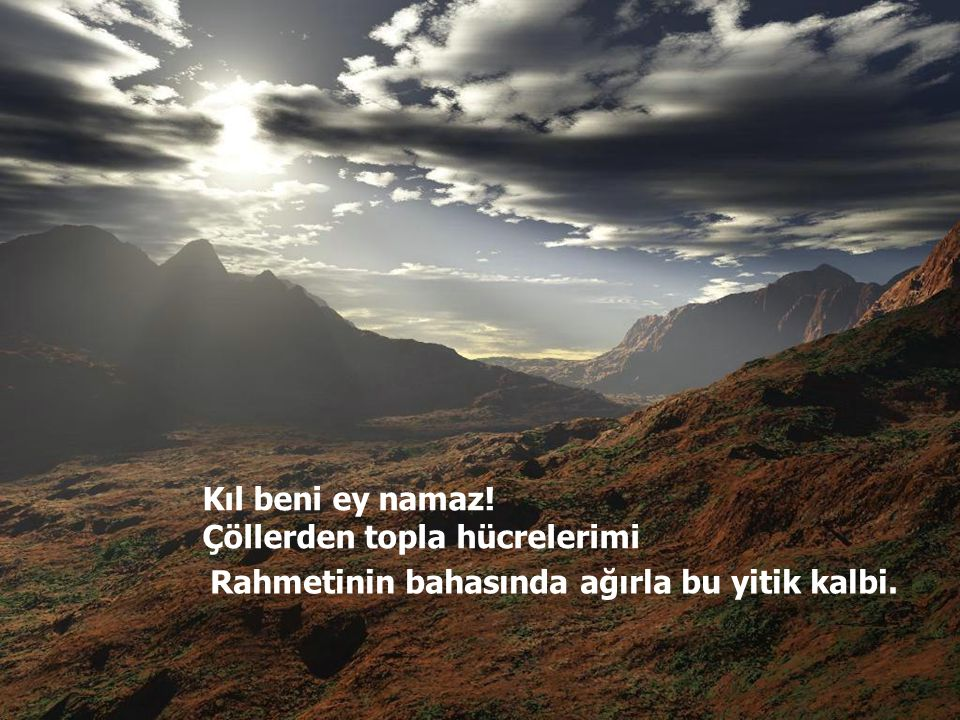 Kıl beni ey namaz!
Çöllerden topla hücrelerimi
Rahmetinin bahasında ağırla bu yitik kalbi.